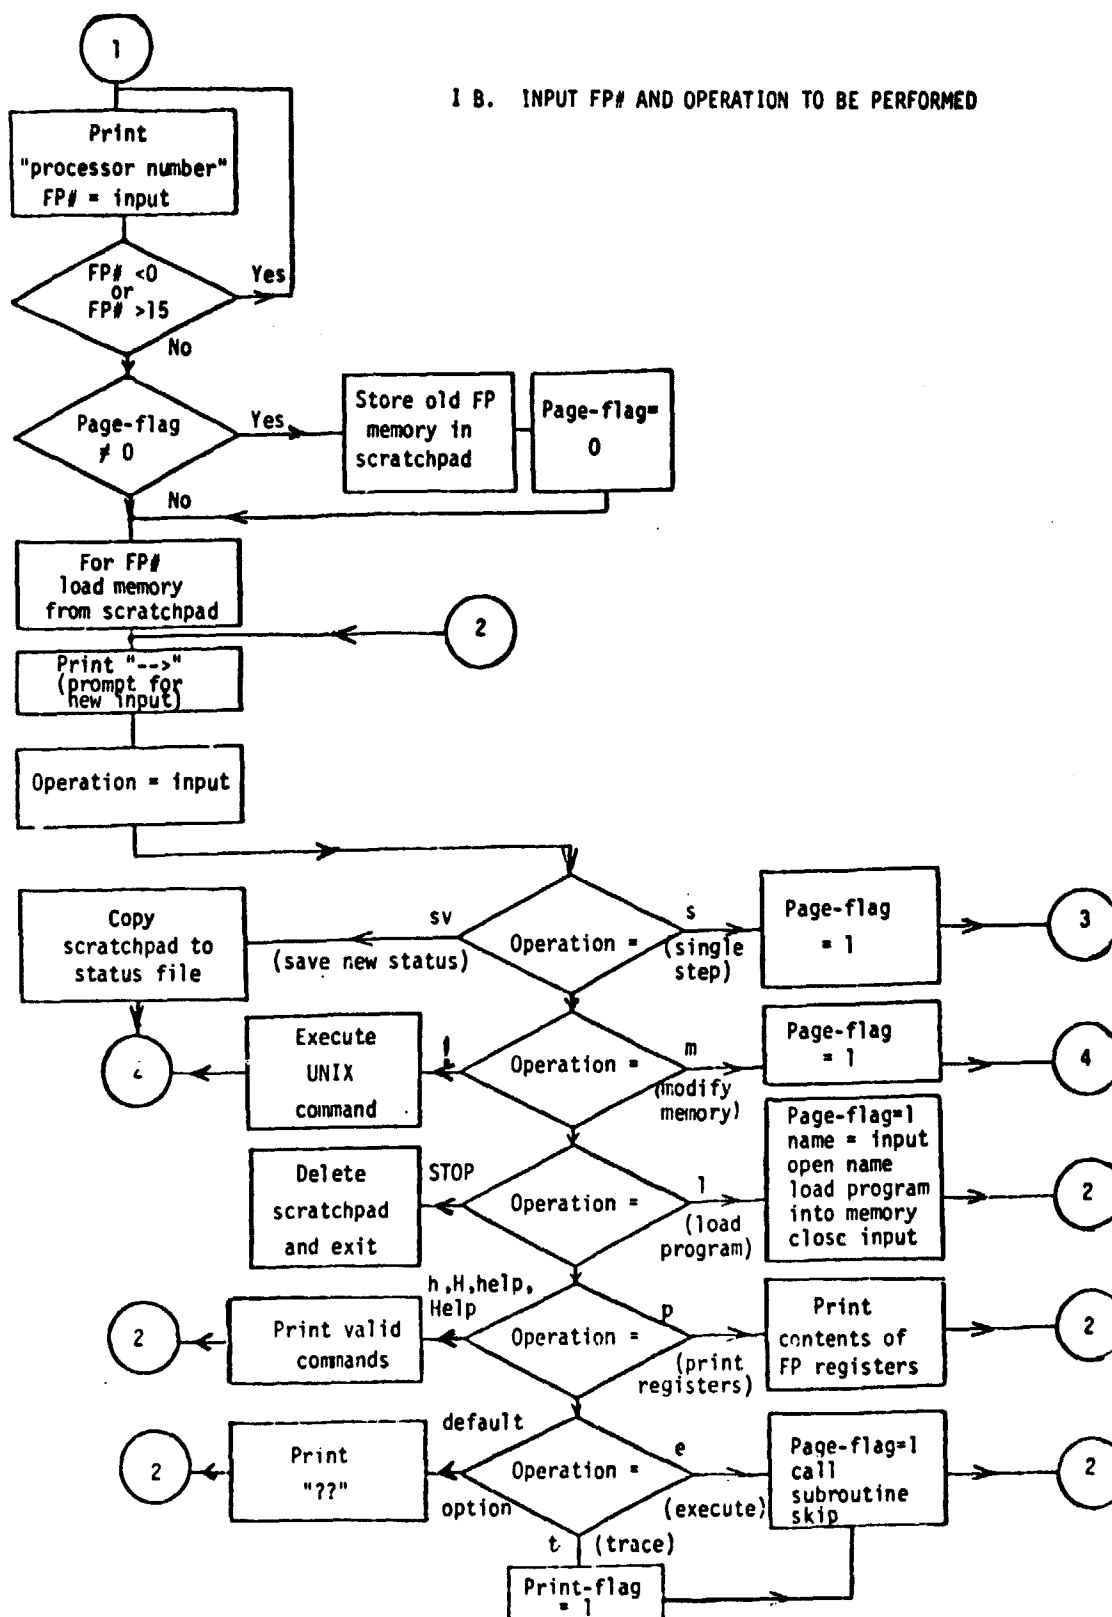 1
I B. INPUT FP# AND OPERATION TO BE PERFORMED
Print
"processor number"
FP# = input
FP# <0
or
FP# >15
Yes
No
Page-flag
≠ 0
Yes
No
Store old FP
memory in
scratchpad
Page-flag=
0
For FP#
load memory
from scratchpad
2
Print "-->"
(prompt for
new input)
Operation = input
Copy
scratchpad to
status file
sv
(save new status)
Operation =
s
(single
step)
Page-flag
= 1
3
Execute
UNIX
command
!
Operation =
m
(modify
memory)
Page-flag
= 1
4
Delete
scratchpad
and exit
STOP
Operation =
l
(load
program)
Page-flag=1
name = input
open name
load program
into memory
close input
2
2
Print valid
commands
h,H,help,
Help
Operation =
p
(print
registers)
Print
contents of
FP registers
2
2
Print
"??"
default
option
Operation =
e
(execute)
Page-flag=1
call
subroutine
skip
2
t (trace)
Print-flag
= 1